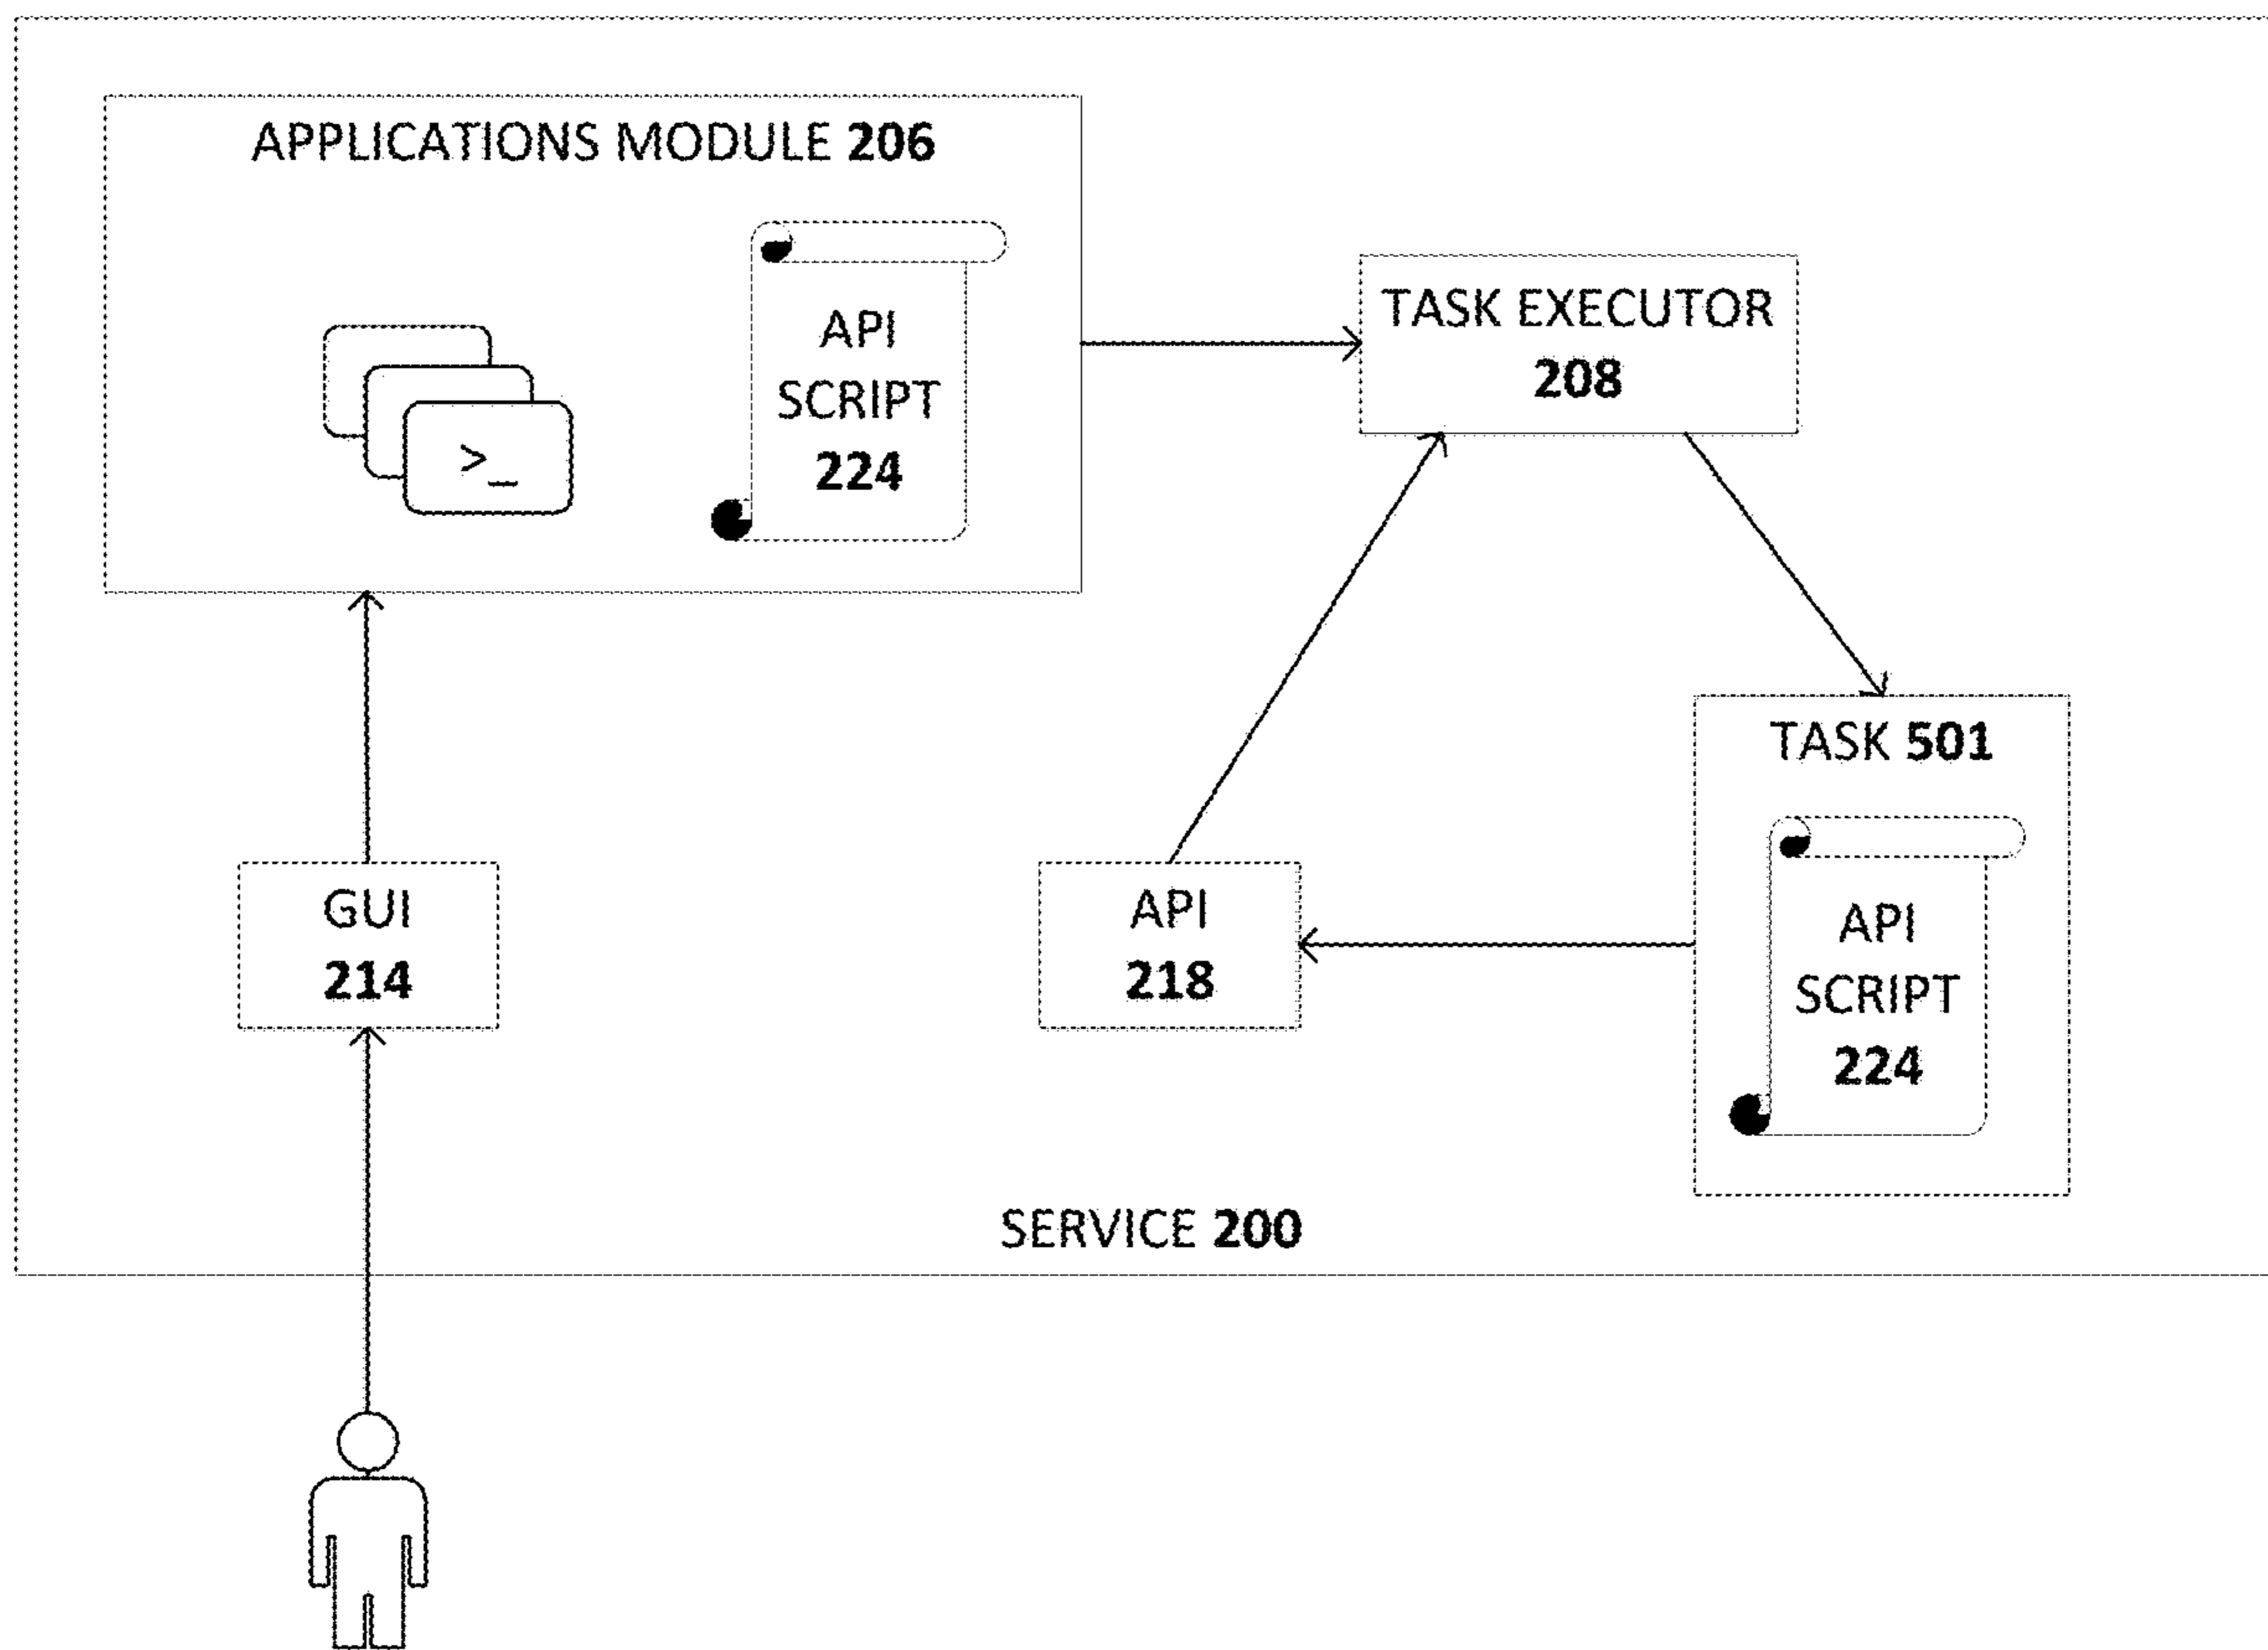 APPLICATIONS MODULE 206
API
SCRIPT
224
>_
TASK EXECUTOR
208
TASK 501
API
SCRIPT
224
GUI
214
API
218
SERVICE 200